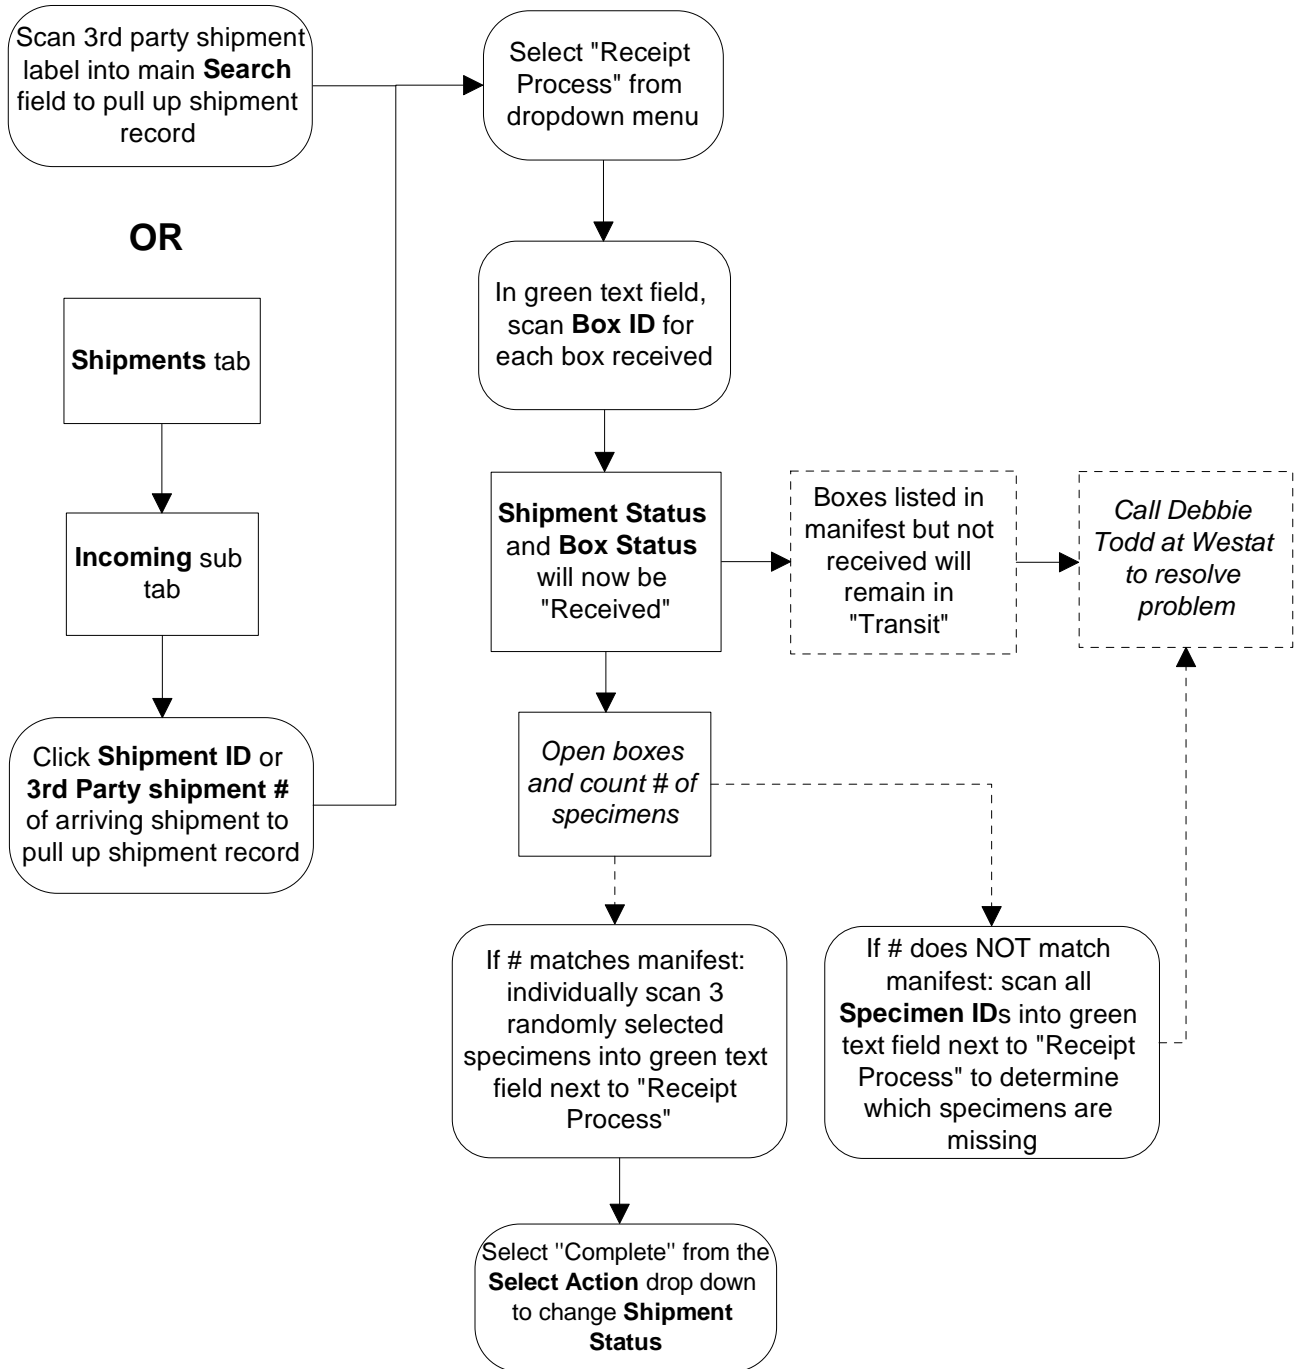 Scan 3rd party shipment
label into main Search
field to pull up shipment
record
OR
Shipments tab
Incoming sub
tab
Click Shipment ID or
3rd Party shipment #
of arriving shipment to
pull up shipment record
Select "Receipt
Process" from
dropdown menu
In green text field,
scan Box ID for
each box received
Shipment Status
and Box Status
will now be
"Received"
Boxes listed in
manifest but not
received will
remain in
"Transit"
Call Debbie
Todd at Westat
to resolve
problem
Open boxes
and count # of
specimens
If # matches manifest:
individually scan 3
randomly selected
specimens into green text
field next to "Receipt
Process"
If # does NOT match
manifest: scan all
Specimen IDs into green
text field next to "Receipt
Process" to determine
which specimens are
missing
Select "Complete" from the
Select Action drop down
to change Shipment
Status